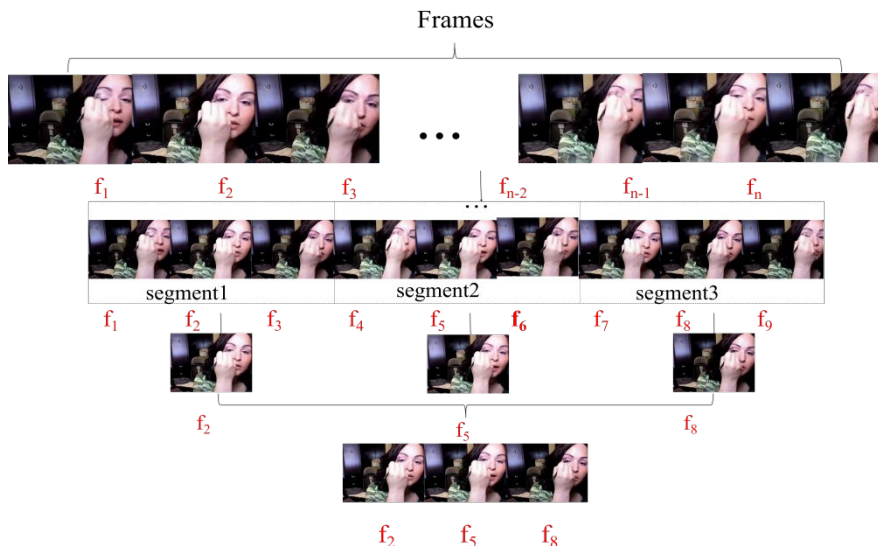 Frames
...
f₁ f₂ f₃ fₙ₋₂ fₙ₋₁ fₙ
...
segment1 segment2 segment3
f₁ f₂ f₃ f₄ f₅ f₆ f₇ f₈ f₉
f₂ f₅ f₈
f₂ f₅ f₈